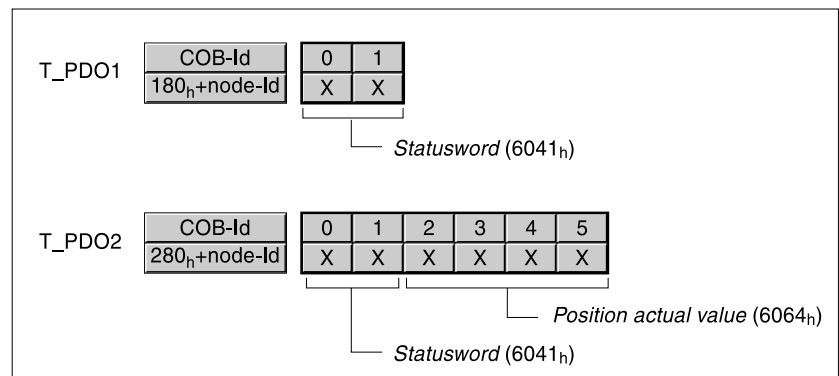 T_PDO1 COB-Id 0 1
180h+node-Id X X
Statusword (6041h)
T_PDO2 COB-Id 0 1 2 3 4 5
280h+node-Id X X X X X X
Position actual value (6064h)
Statusword (6041h)